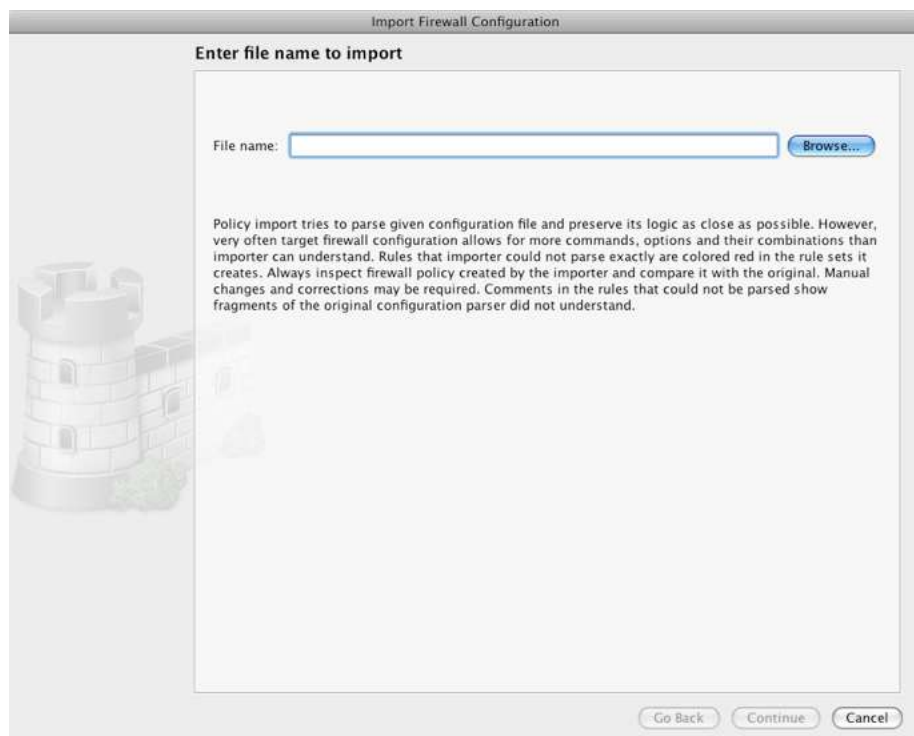 Import Firewall Configuration
Enter file name to import
File name:
Browse...
Policy import tries to parse given configuration file and preserve its logic as close as possible. However,
very often target firewall configuration allows for more commands, options and their combinations than
importer can understand. Rules that importer could not parse exactly are colored red in the rule sets it
creates. Always inspect firewall policy created by the importer and compare it with the original. Manual
changes and corrections may be required. Comments in the rules that could not be parsed show
fragments of the original configuration parser did not understand.
Go Back
Continue
Cancel